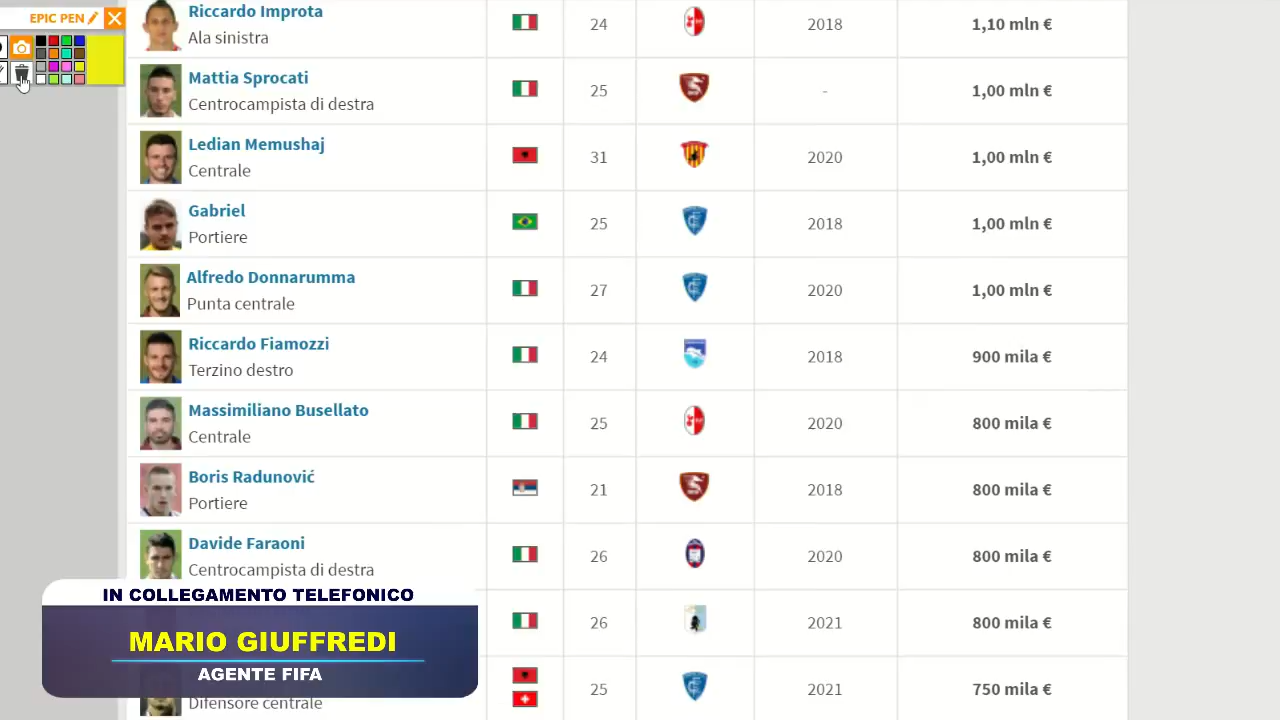 EPIC PEN
Riccardo Improta
Ala sinistra
24
2018
1,10 mln €
Mattia Sprocati
Centrocampista di destra
25
-
1,00 mln €
Ledian Memushaj
Centrale
31
2020
1,00 mln €
Gabriel
Portiere
25
2018
1,00 mln €
Alfredo Donnarumma
Punta centrale
27
2020
1,00 mln €
Riccardo Fiamozzi
Terzino destro
24
2018
900 mila €
Massimiliano Busellato
Centrale
25
2020
800 mila €
Boris Radunović
Portiere
21
2018
800 mila €
Davide Faraoni
Centrocampista di destra
26
2020
800 mila €
26
2021
800 mila €
Difensore centrale
25
2021
750 mila €
IN COLLEGAMENTO TELEFONICO
MARIO GIUFFREDI
AGENTE FIFA